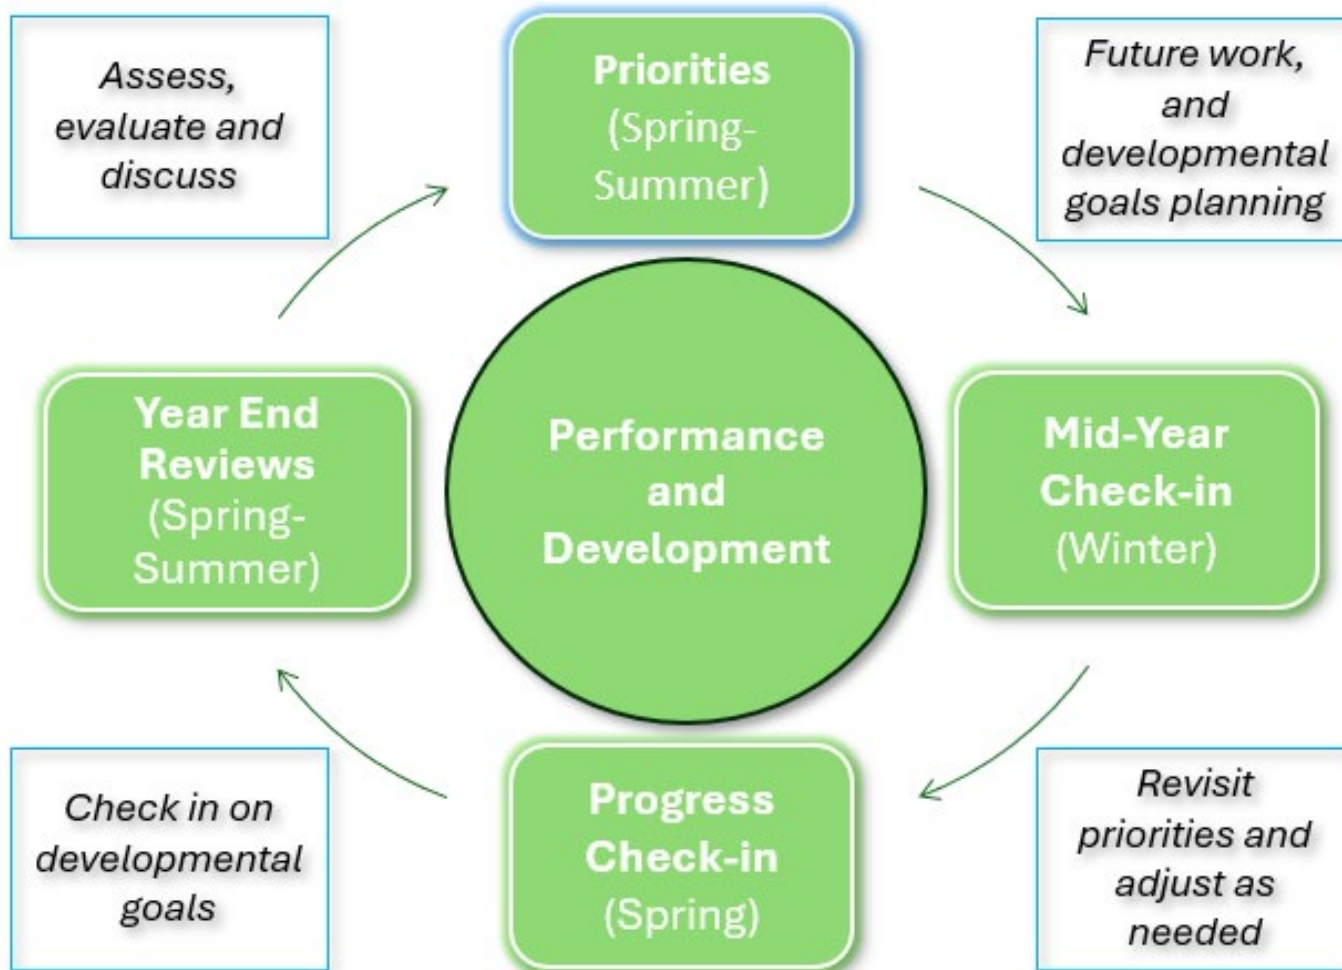 Assess,
evaluate and
discuss
Priorities
(Spring-
Summer)
Future work,
and
developmental
goals planning
Year End
Reviews
(Spring-
Summer)
Performance
and
Development
Mid-Year
Check-in
(Winter)
Check in on
developmental
goals
Progress
Check-in
(Spring)
Revisit
priorities and
adjust as
needed